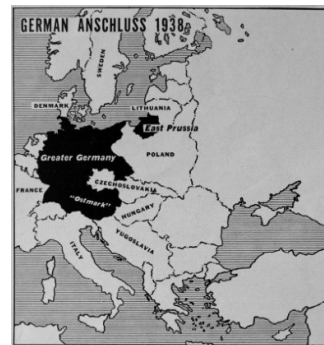 GERMAN ANSCHLUSS 1938
SWEDEN
DENMARK
LITHUANIA
East Prussia
Greater Germany
POLAND
CZECHOSLOVAKIA
FRANCE
"Ostmark"
HUNGARY
YUGOSLAVIA
ITALY